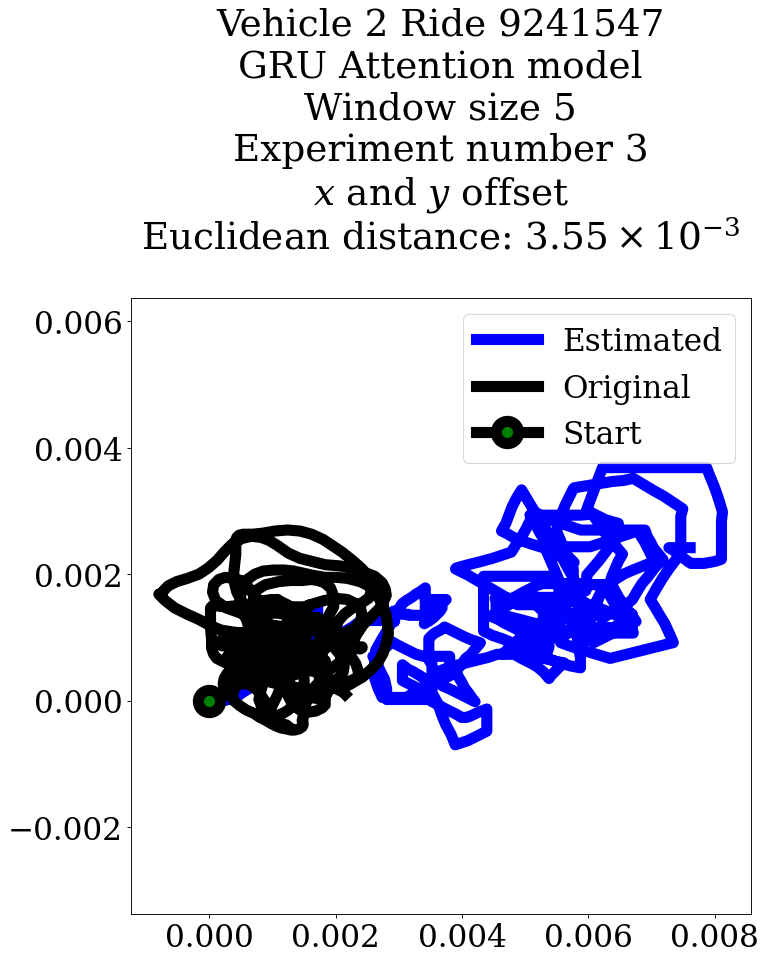 Vehicle 2 Ride 9241547
GRU Attention model
Window size 5
Experiment number 3
x and y offset
Euclidean distance: 3.55 × 10⁻³
Estimated
Original
Start
0.006
0.004
0.002
0.000
−0.002
0.000 0.002 0.004 0.006 0.008